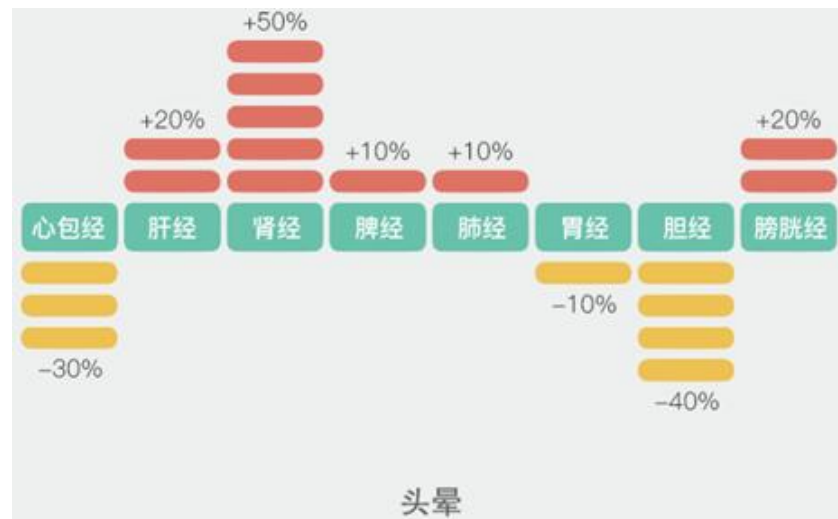 +50%
+20%
+20%
+10%
+10%
心包经
肝经
肾经
脾经
肺经
胃经
胆经
膀胱经
−10%
−30%
−40%
头晕